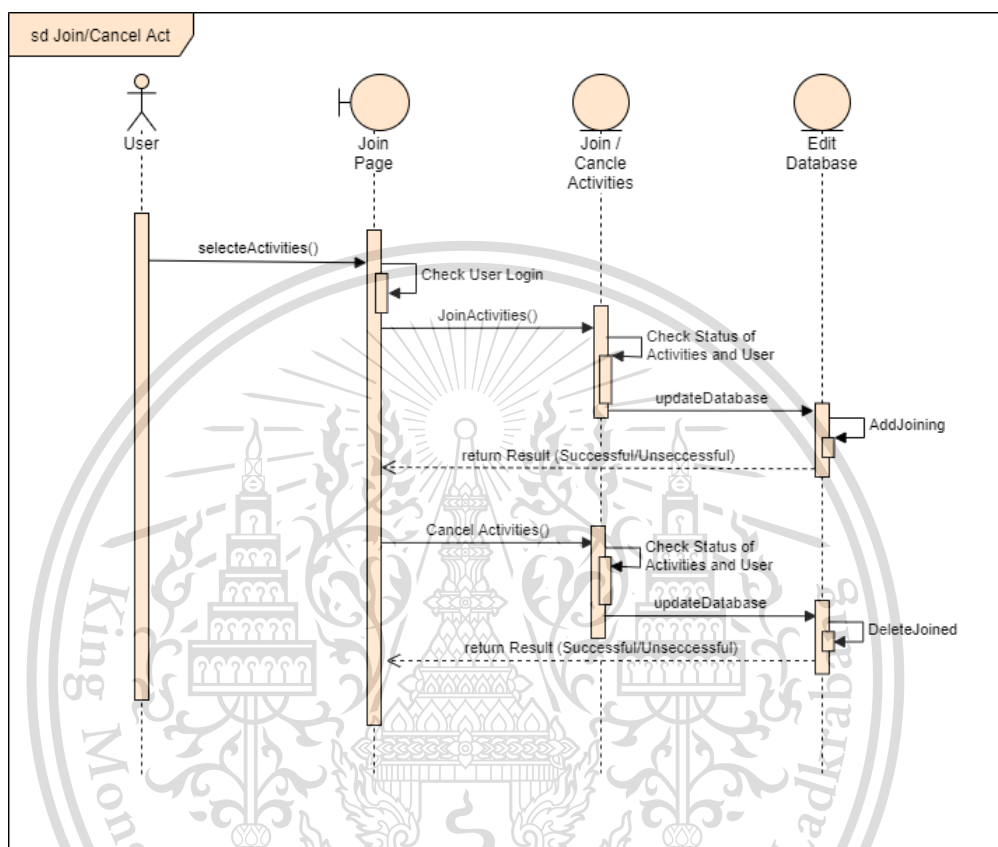 sd Join/Cancel Act
User
Join
Page
Join /
Cancle
Activities
Edit
Database
selecteActivities()
Check User Login
JoinActivities()
Check Status of
Activities and User
updateDatabase
AddJoining
return Result (Successful/Unseccessful)
Cancel Activities()
Check Status of
Activities and User
updateDatabase
DeleteJoined
return Result (Successful/Unseccessful)
King Mon
adkrabang